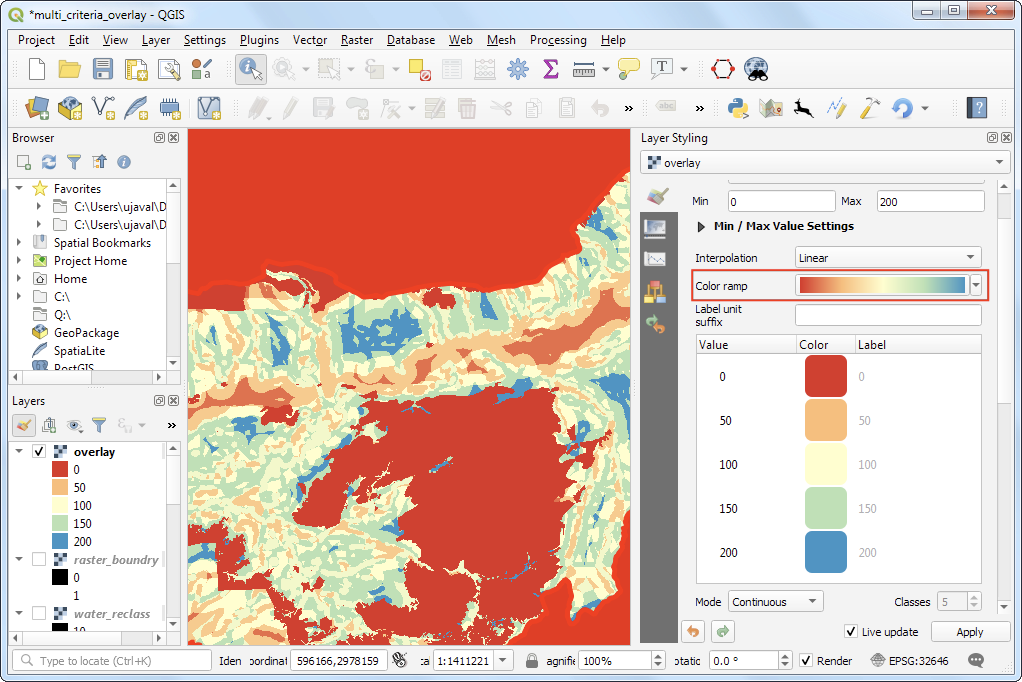 *multi_criteria_overlay - QGIS
Project Edit View Layer Settings Plugins Vector Raster Database Web Mesh Processing Help
T
abc
?
Browser
Favorites
C:\Users\ujaval\D
C:\Users\ujaval\D
Spatial Bookmarks
Project Home
Home
C:\
Q:\
GeoPackage
SpatiaLite
PostGIS
Layers
overlay
0
50
100
150
200
raster_boundry
0
1
water_reclass
10
Layer Styling
overlay
Min 0 Max 200
Min / Max Value Settings
Interpolation Linear
Color ramp
Label unit
suffix
Value Color Label
0 0
50 50
100 100
150 150
200 200
Mode Continuous Classes 5
Live update Apply
Type to locate (Ctrl+K) Iden oordinat 596166,2978159 :a 1:1411221 agnifie 100% otatic 0.0 ° Render EPSG:32646